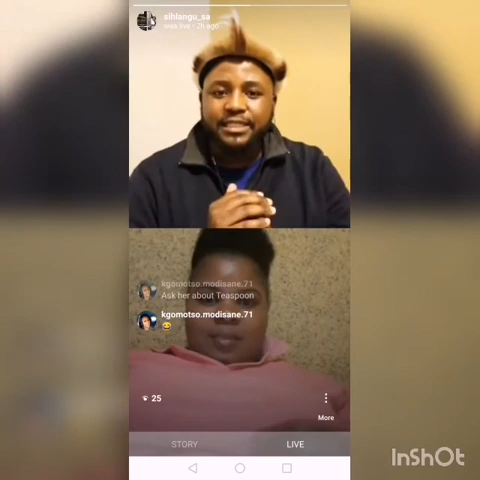 sihlangu_sa
was live • 2h ago
kgomotso.modisane.71
Ask her about Teaspoon
kgomotso.modisane.71
😂
25
More
STORY
LIVE
InShOt